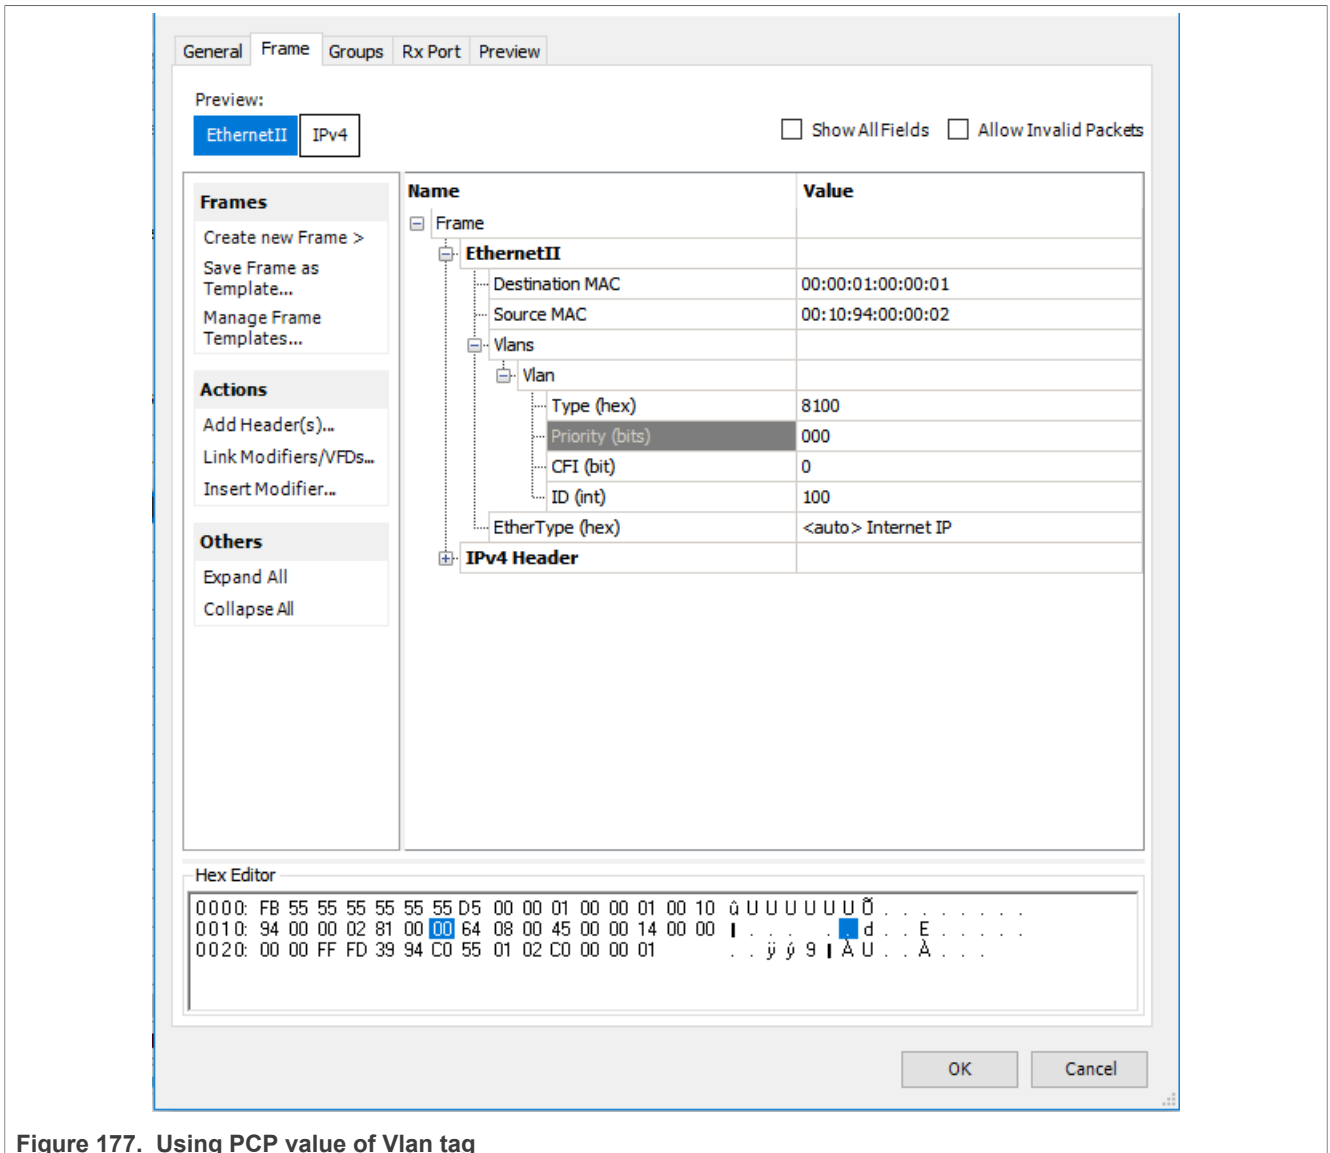 General Frame Groups Rx Port Preview
Preview:
EthernetII IPv4
Show All Fields Allow Invalid Packets
Frames
Create new Frame >
Save Frame as
Template...
Manage Frame
Templates...
Actions
Add Header(s)...
Link Modifiers/VFDs...
Insert Modifier...
Others
Expand All
Collapse All
Name Value
Frame
EthernetII
Destination MAC 00:00:01:00:00:01
Source MAC 00:10:94:00:00:02
Vlans
Vlan
Type (hex) 8100
Priority (bits) 000
CFI (bit) 0
ID (int) 100
EtherType (hex) <auto> Internet IP
IPv4 Header
Hex Editor
0000: FB 55 55 55 55 55 55 D5 00 00 01 00 00 01 00 10 û U U U U U U Õ . . . . . . . .
0010: 94 00 00 02 81 00 00 64 08 00 45 00 00 14 00 00 . . . . . d . . E . . . . .
0020: 00 00 FF FD 39 94 C0 55 01 02 C0 00 00 01 . . ÿ ý 9 À U . . À . . .
OK Cancel
Figure 177. Using PCP value of Vlan tag